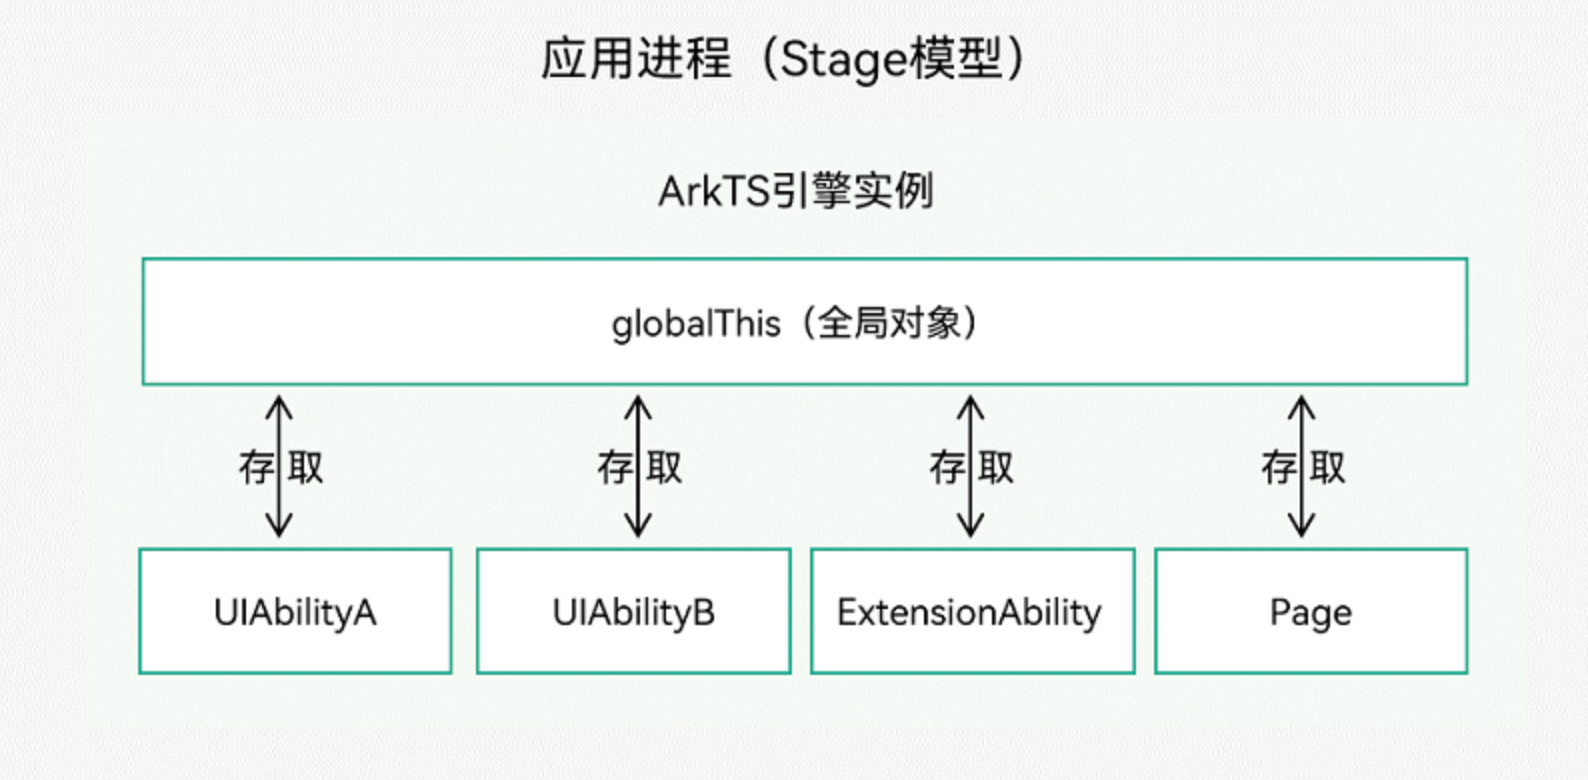 应用进程（Stage模型）
ArkTS引擎实例
globalThis（全局对象）
存 取 存 取 存 取 存 取
UIAbilityA UIAbilityB ExtensionAbility Page